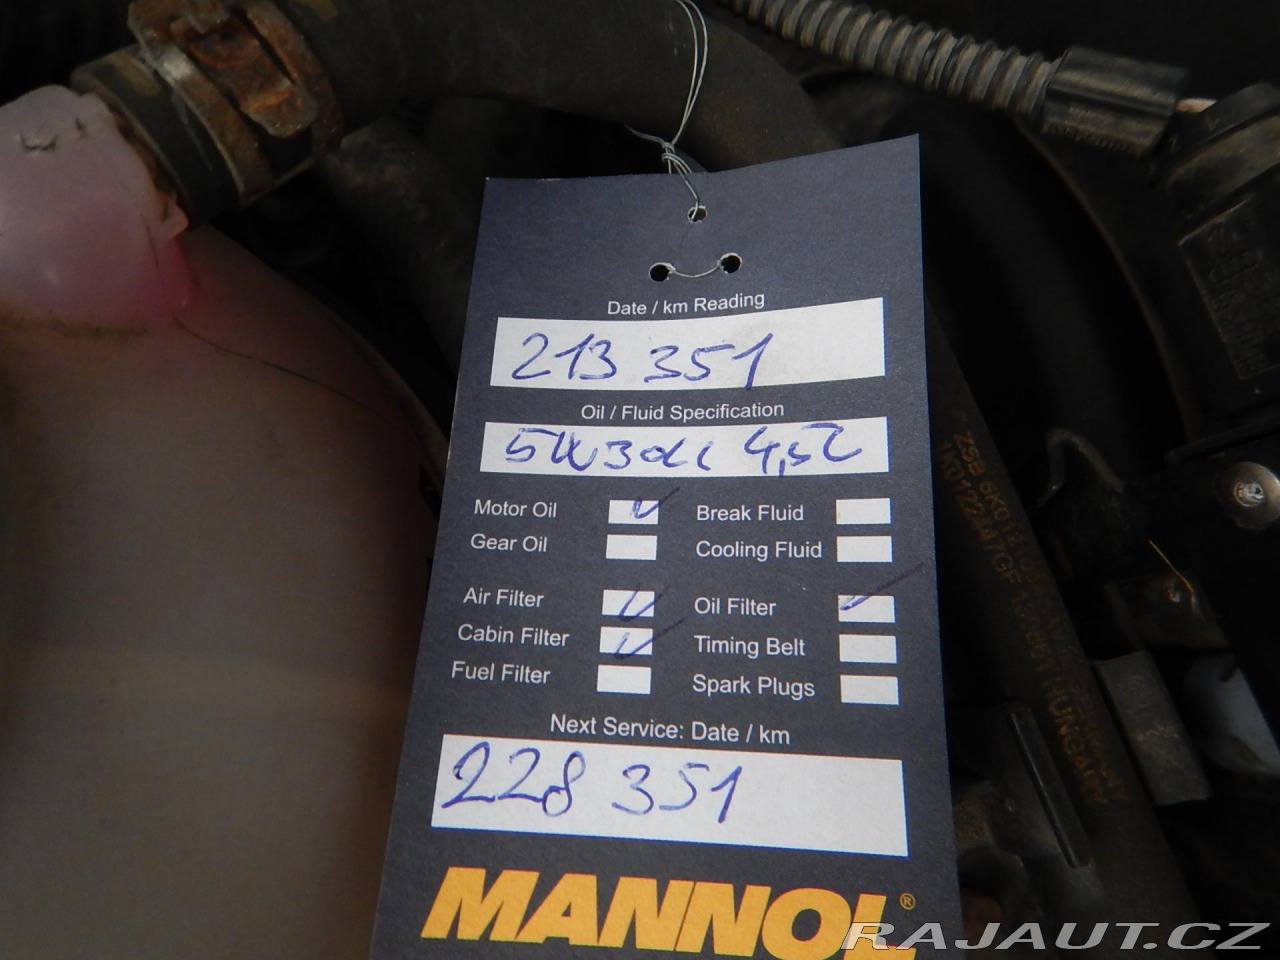 Date / km Reading
213 351
Oil / Fluid Specification
5W30 4,5L
Motor Oil
Break Fluid
Gear Oil
Cooling Fluid
Air Filter
Oil Filter
Cabin Filter
Timing Belt
Fuel Filter
Spark Plugs
Next Service: Date / km
228 351
MANNOL®
RAJAUT.CZ
HUNGARY